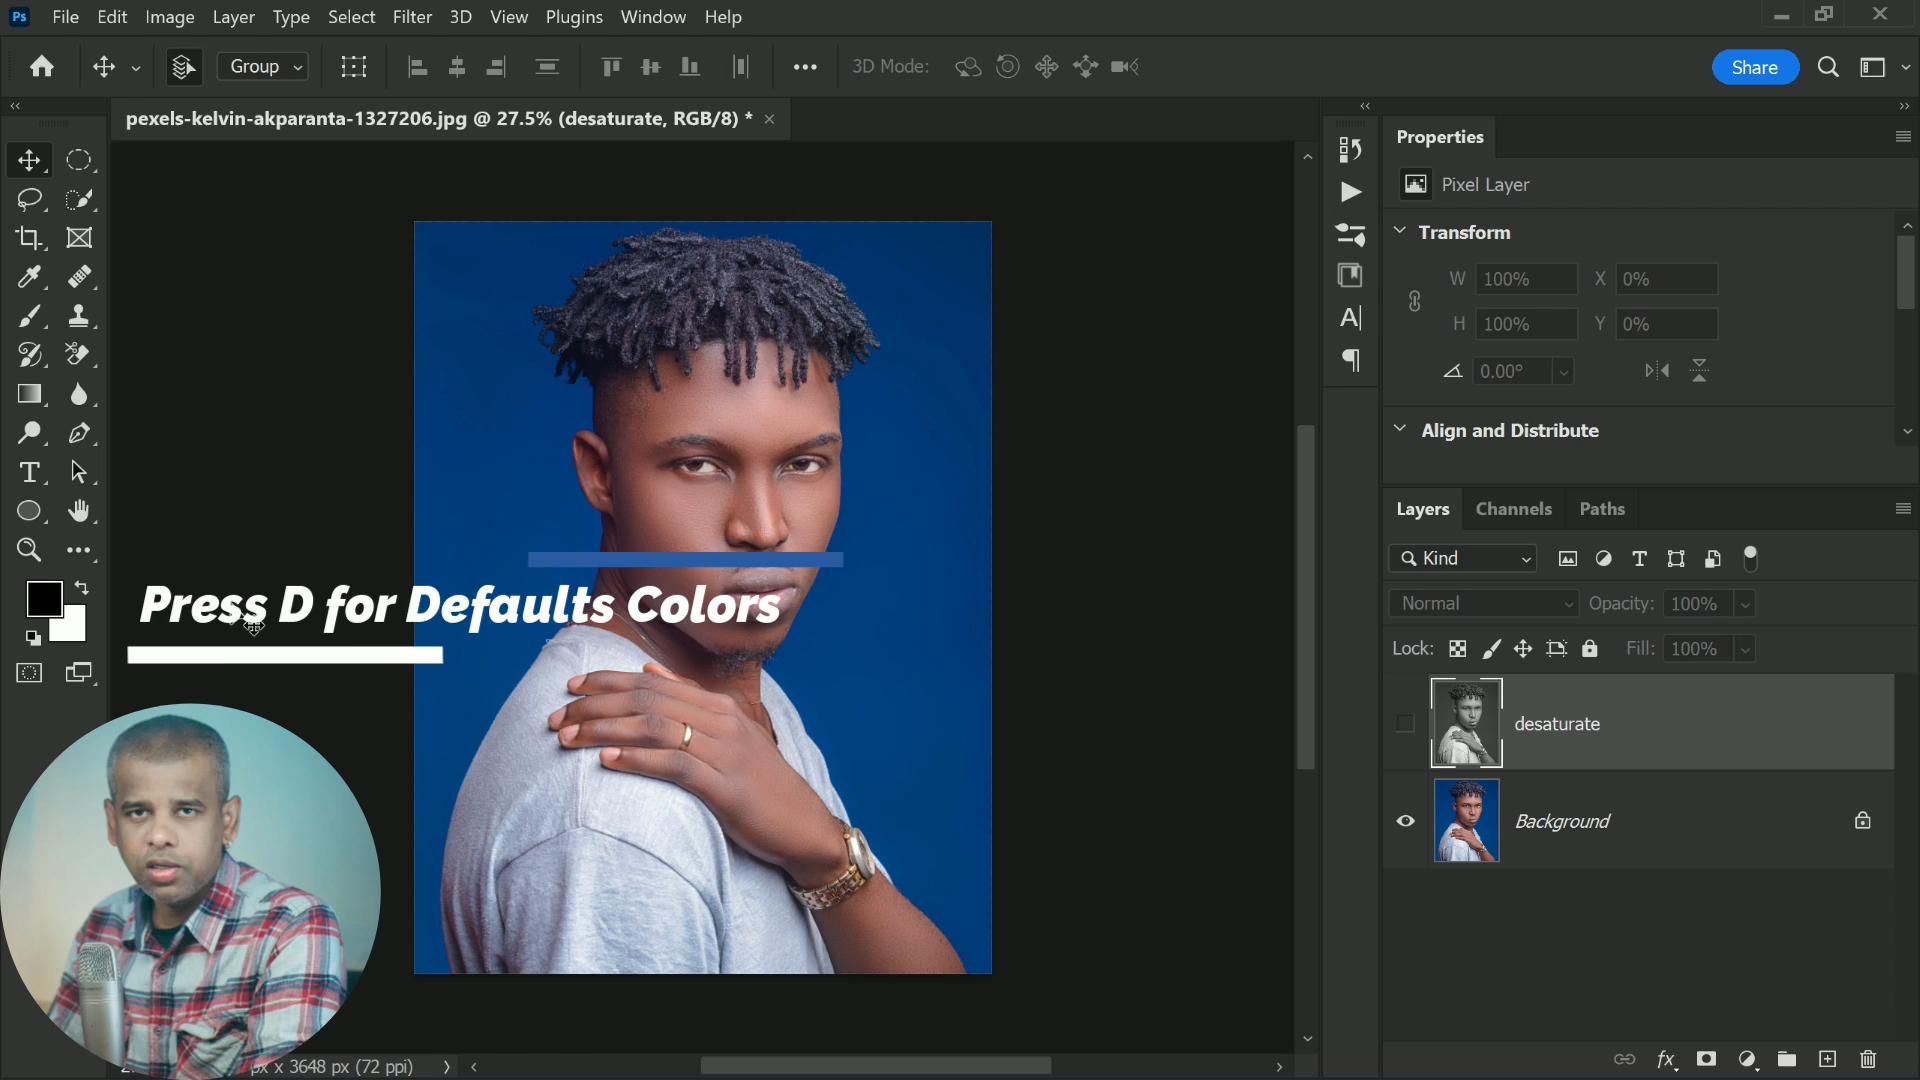 Ps File Edit Image Layer Type Select Filter 3D View Plugins Window Help
Group 3D Mode: Share
pexels-kelvin-akparanta-1327206.jpg @ 27.5% (desaturate, RGB/8) *
Properties
Pixel Layer
Transform
W 100% X 0%
H 100% Y 0%
0.00°
Align and Distribute
Layers Channels Paths
Kind
Normal Opacity: 100%
Lock: Fill: 100%
desaturate
Background
Press D for Defaults Colors
px x 3648 px (72 ppi)